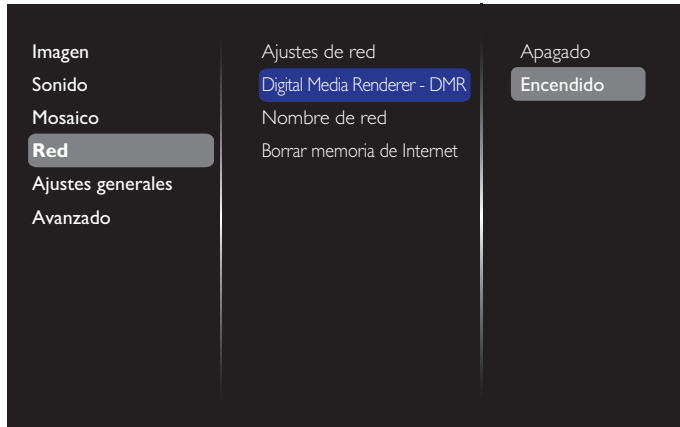 Imagen
Sonido
Mosaico
Red
Ajustes generales
Avanzado
Ajustes de red
Digital Media Renderer - DMR
Nombre de red
Borrar memoria de Internet
Apagado
Encendido